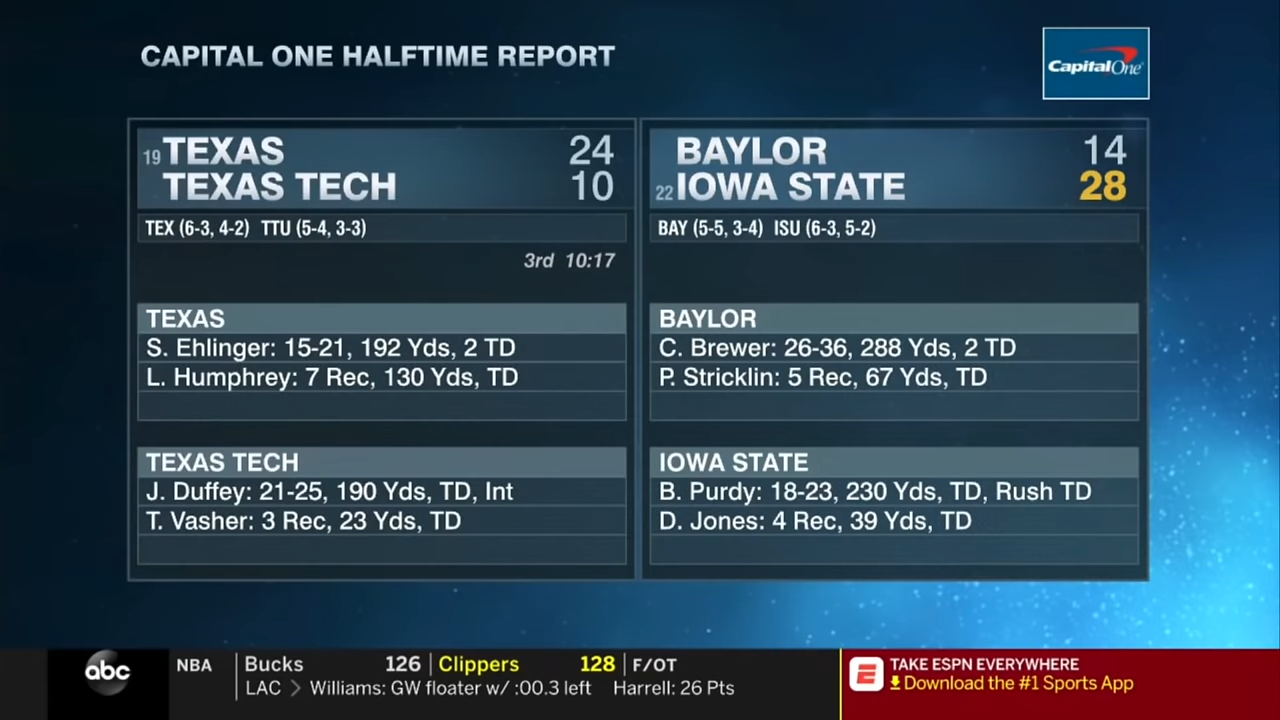 CAPITAL ONE HALFTIME REPORT
CapitalOne
19 TEXAS 24
TEXAS TECH 10
TEX (6-3, 4-2) TTU (5-4, 3-3)
3rd 10:17
TEXAS
S. Ehlinger: 15-21, 192 Yds, 2 TD
L. Humphrey: 7 Rec, 130 Yds, TD
TEXAS TECH
J. Duffey: 21-25, 190 Yds, TD, Int
T. Vasher: 3 Rec, 23 Yds, TD
BAYLOR 14
22 IOWA STATE 28
BAY (5-5, 3-4) ISU (6-3, 5-2)
BAYLOR
C. Brewer: 26-36, 288 Yds, 2 TD
P. Stricklin: 5 Rec, 67 Yds, TD
IOWA STATE
B. Purdy: 18-23, 230 Yds, TD, Rush TD
D. Jones: 4 Rec, 39 Yds, TD
abc
NBA
Bucks 126 Clippers 128 F/OT
LAC > Williams: GW floater w/ :00.3 left Harrell: 26 Pts
E
TAKE ESPN EVERYWHERE
Download the #1 Sports App